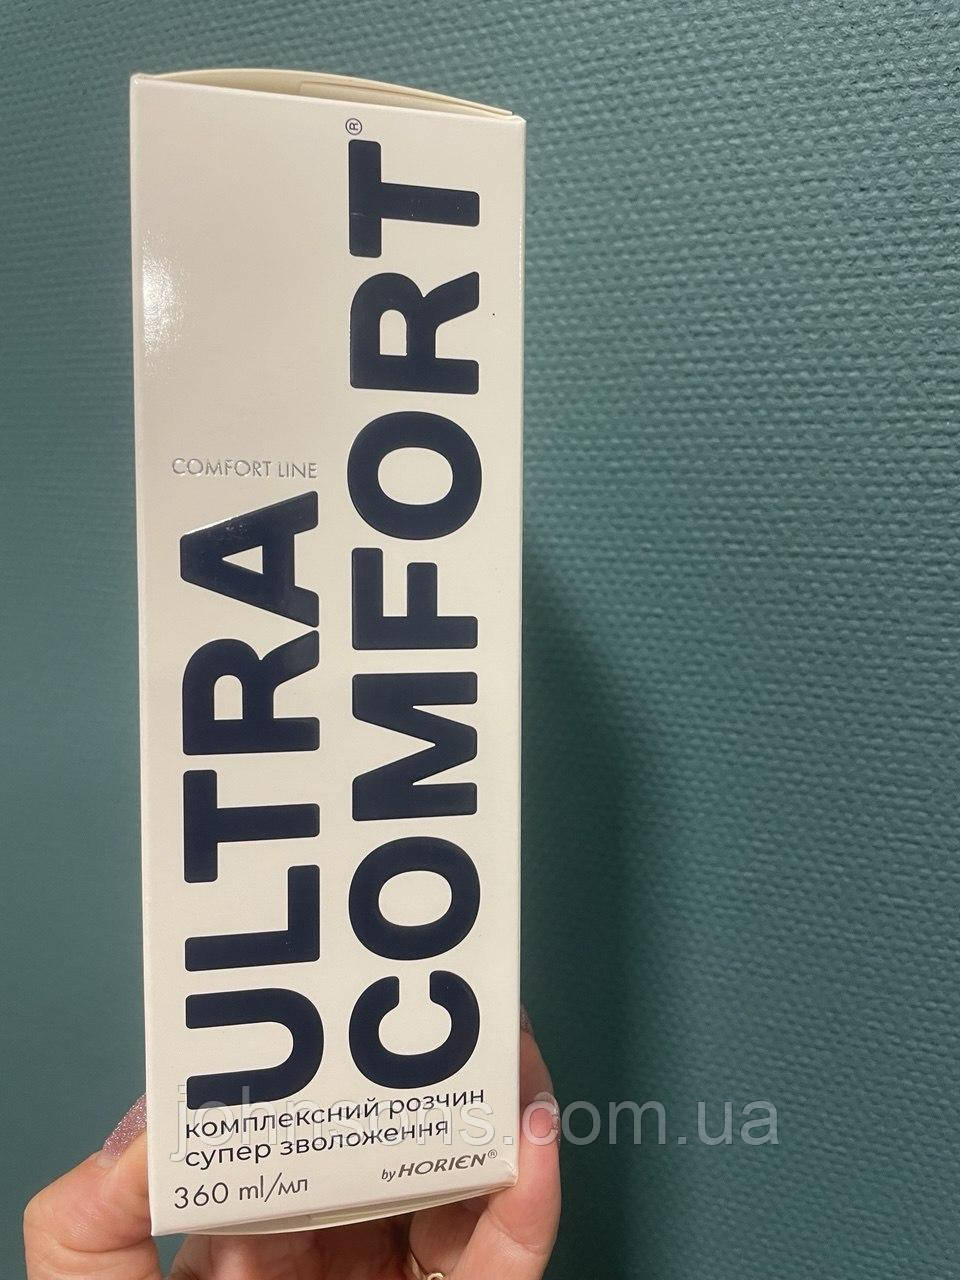 COMFORT LINE
ULTRA
COMFORT®
комплексний розчин
супер зволоження
360 ml/мл
by HORIEN®
johnsons.com.ua